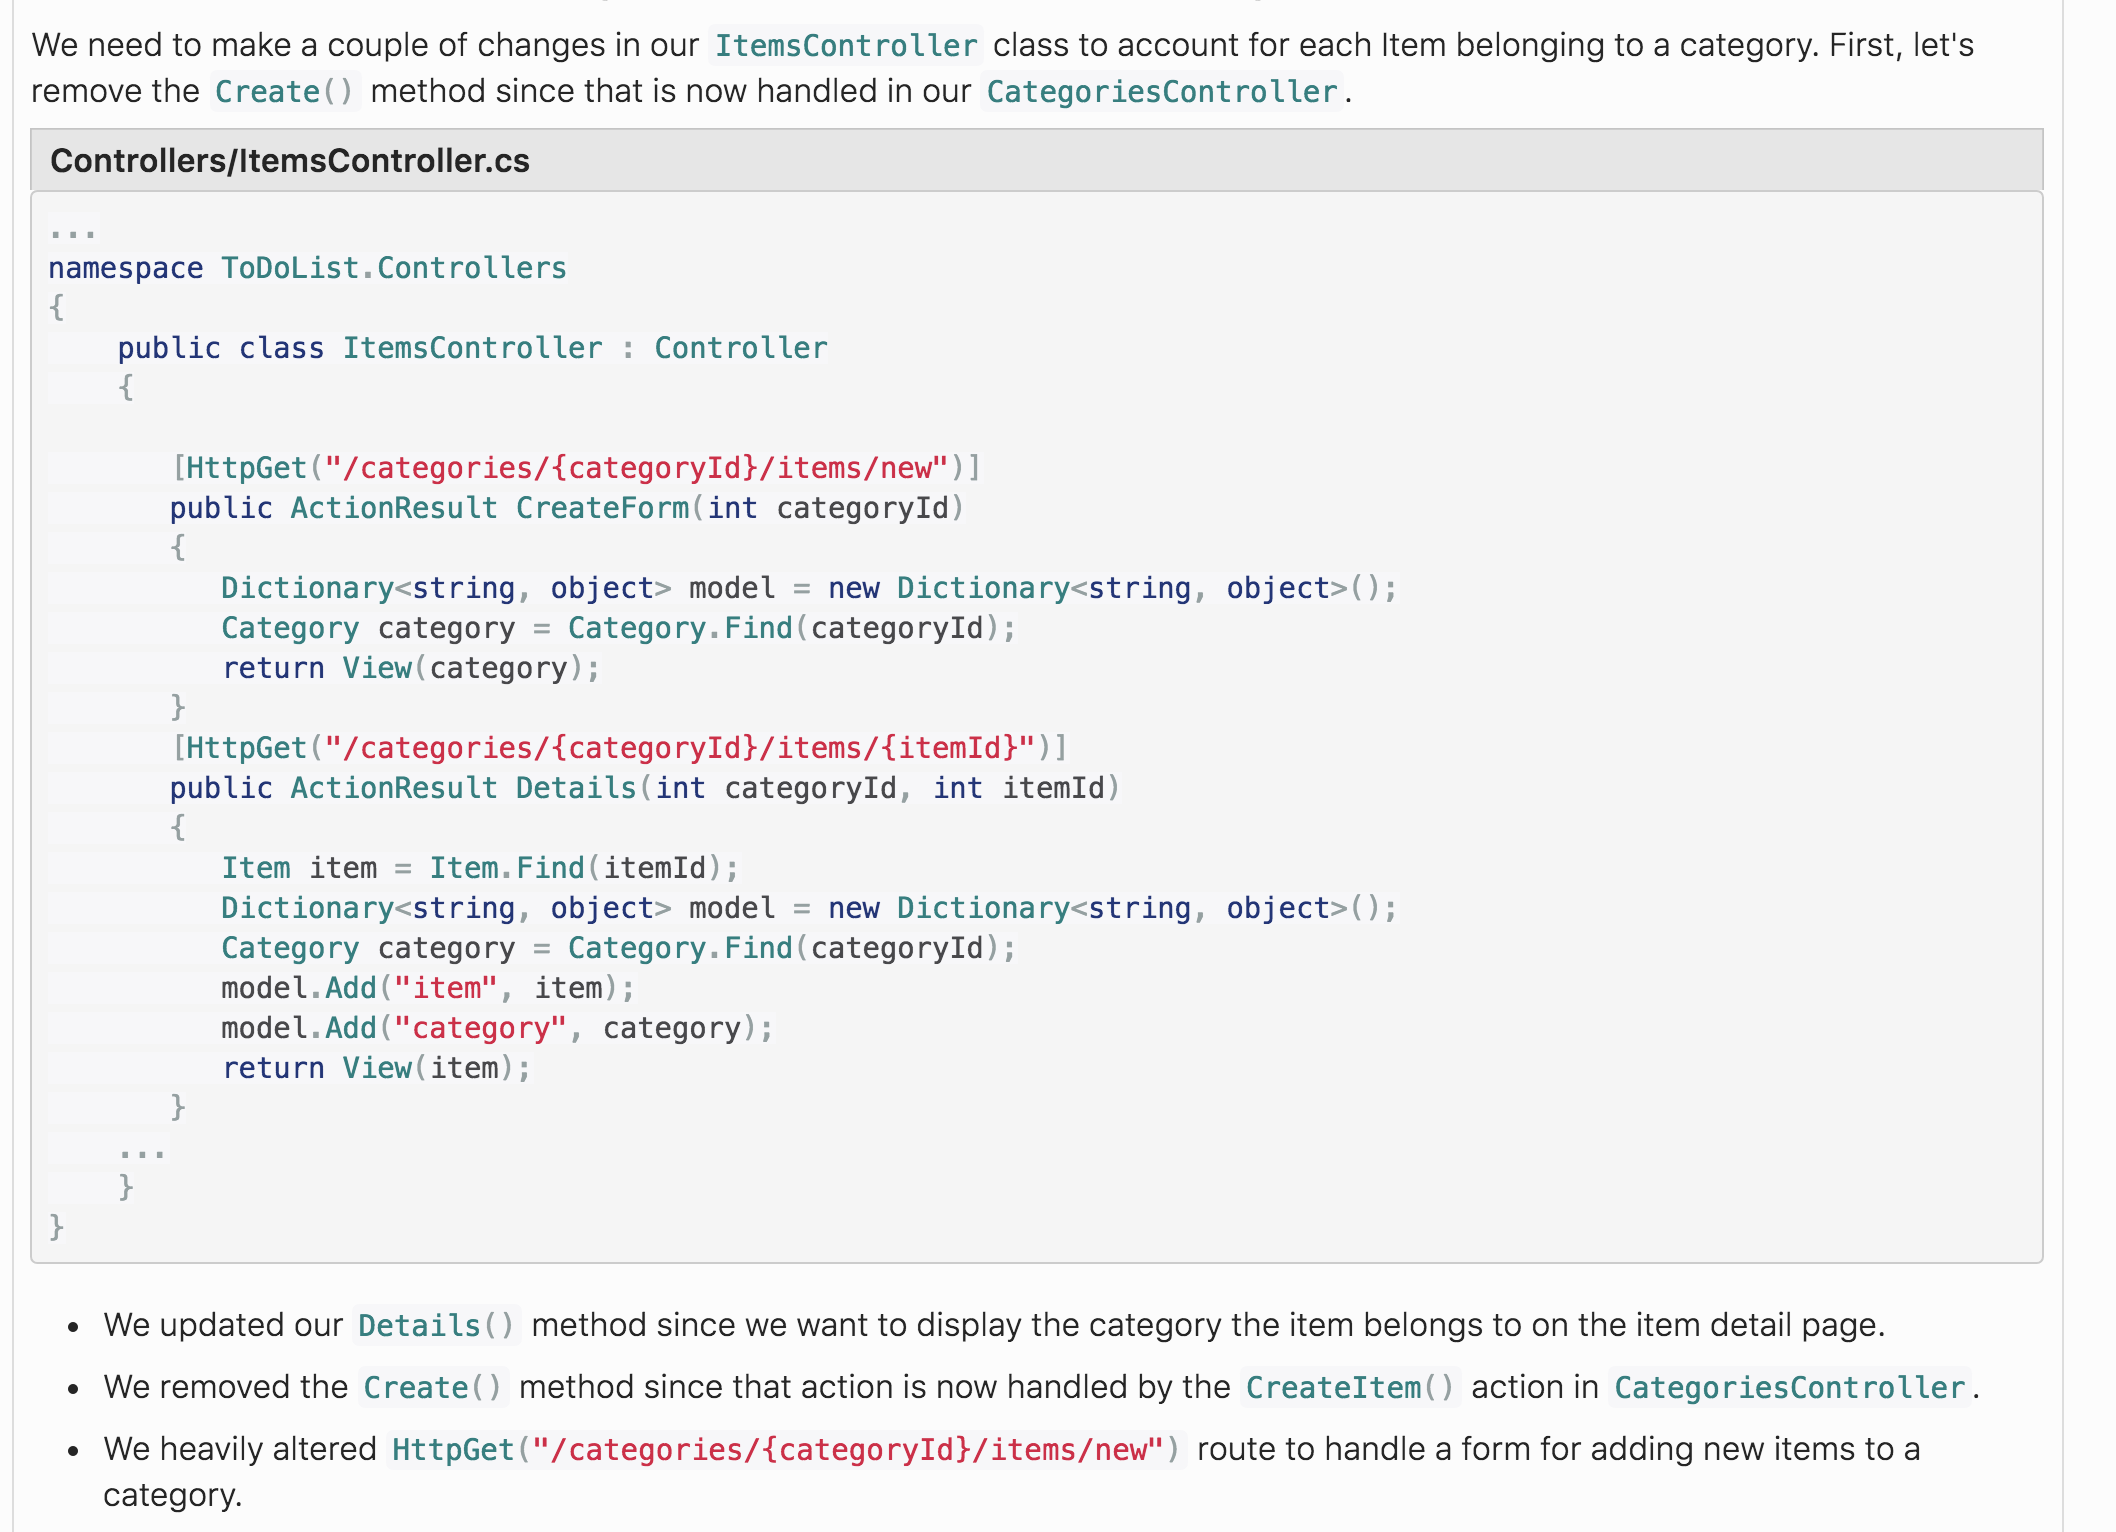 We need to make a couple of changes in our ItemsController class to account for each Item belonging to a category. First, let's
remove the Create() method since that is now handled in our CategoriesController.
Controllers/ItemsController.cs
...
namespace ToDoList.Controllers
{
    public class ItemsController : Controller
    {

       [HttpGet("/categories/{categoryId}/items/new")]
       public ActionResult CreateForm(int categoryId)
       {
          Dictionary<string, object> model = new Dictionary<string, object>();
          Category category = Category.Find(categoryId);
          return View(category);
       }
       [HttpGet("/categories/{categoryId}/items/{itemId}")]
       public ActionResult Details(int categoryId, int itemId)
       {
          Item item = Item.Find(itemId);
          Dictionary<string, object> model = new Dictionary<string, object>();
          Category category = Category.Find(categoryId);
          model.Add("item", item);
          model.Add("category", category);
          return View(item);
       }
    ...
    }
}
• We updated our Details() method since we want to display the category the item belongs to on the item detail page.
• We removed the Create() method since that action is now handled by the CreateItem() action in CategoriesController.
• We heavily altered HttpGet("/categories/{categoryId}/items/new") route to handle a form for adding new items to a
category.